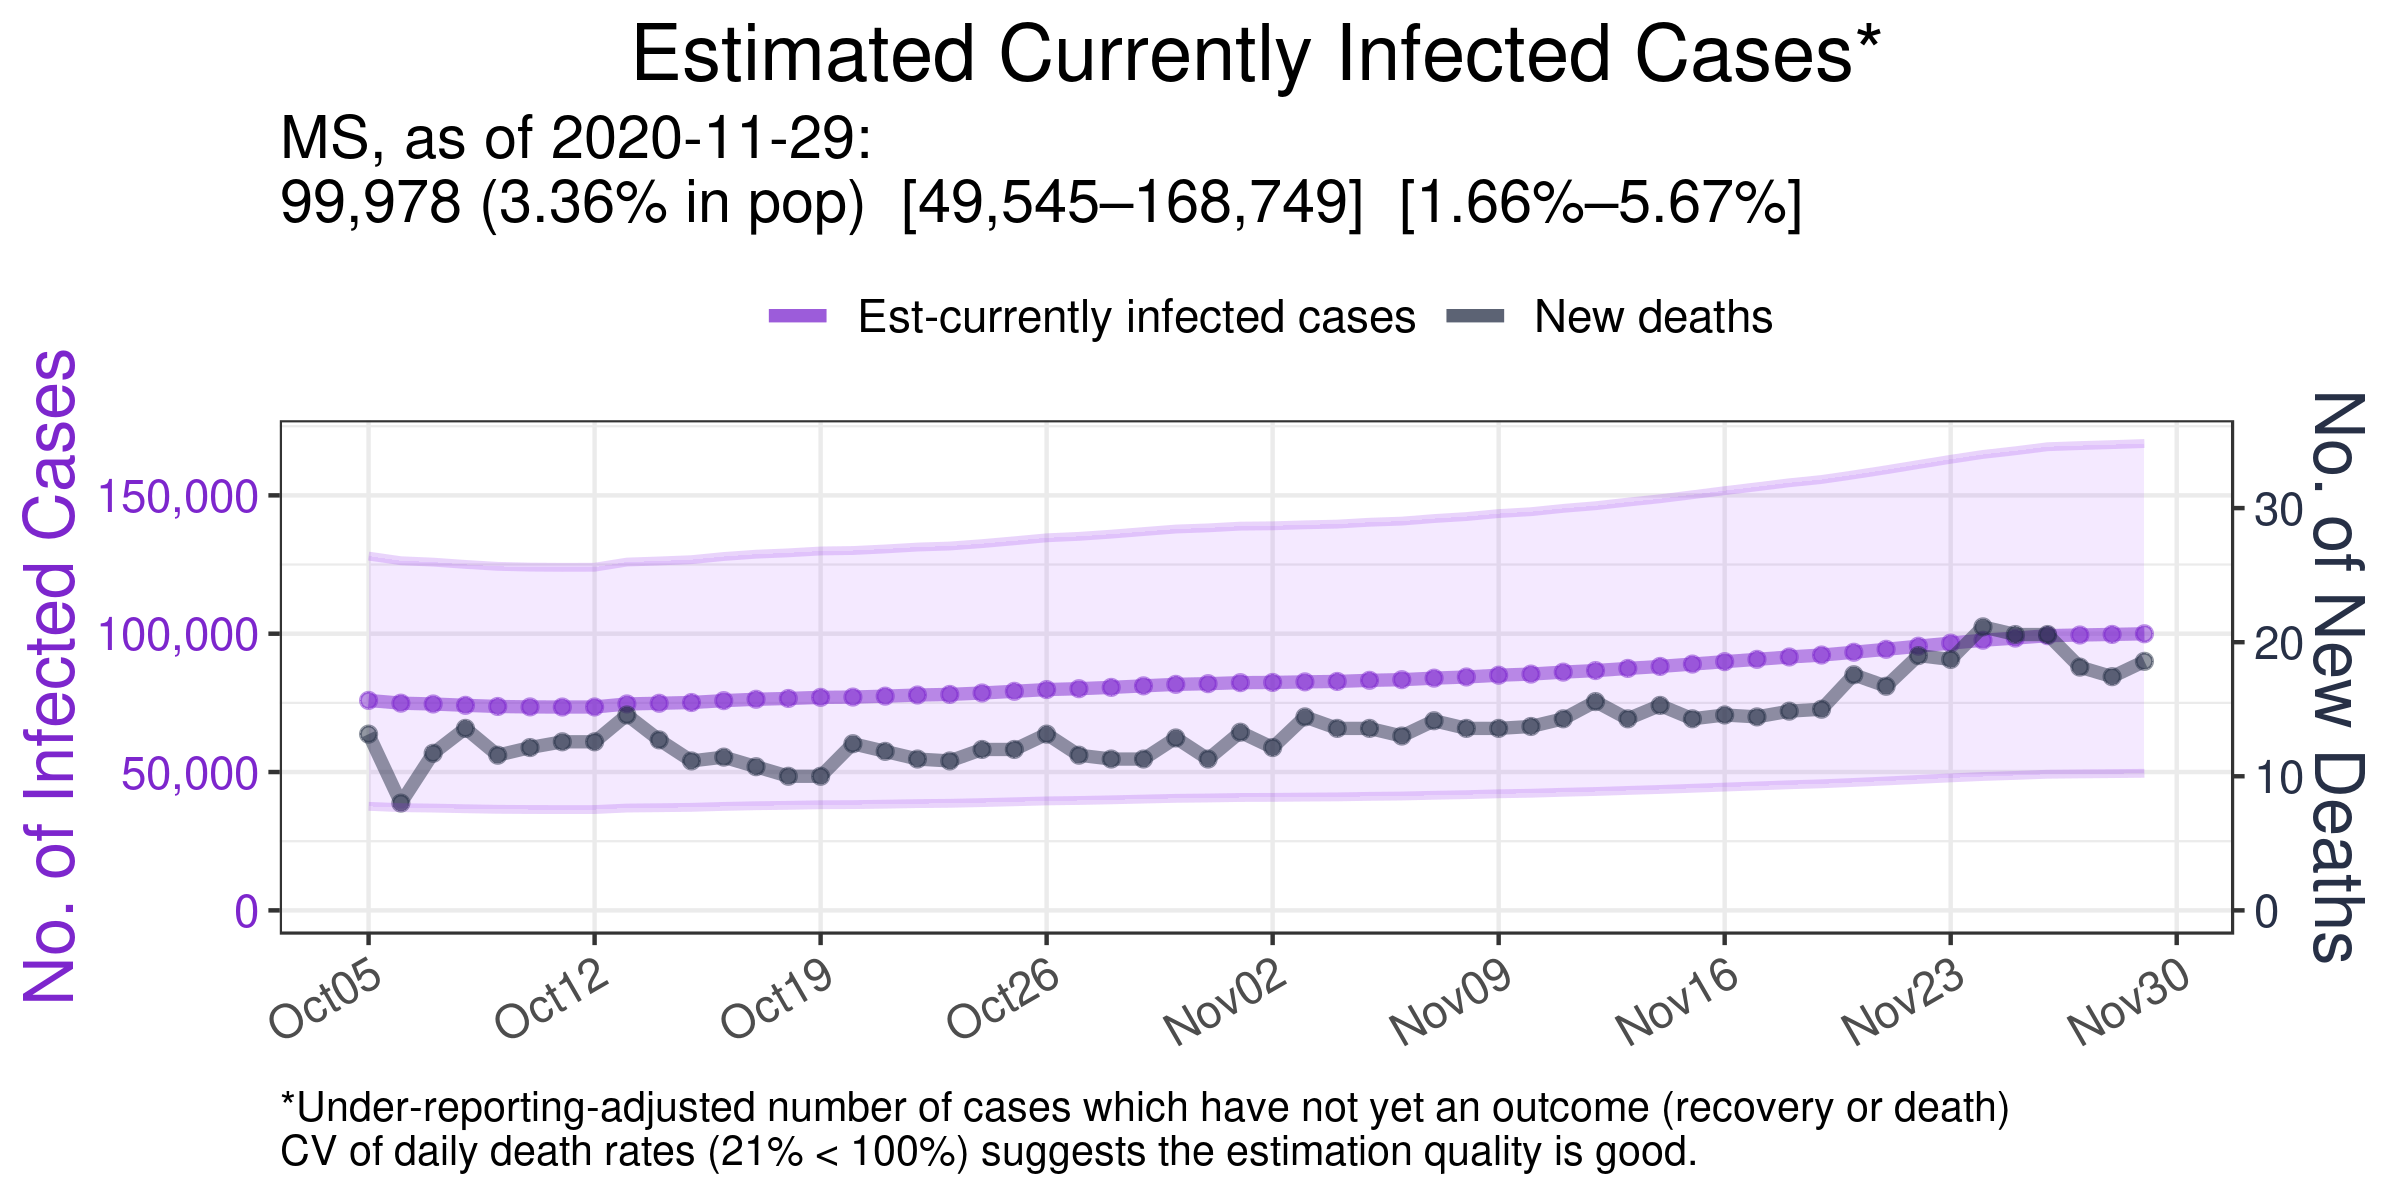 Estimated Currently Infected Cases*
MS, as of 2020-11-29:
99,978 (3.36% in pop)  [49,545–168,749]  [1.66%–5.67%]
Est-currently infected cases
New deaths
No. of Infected Cases
150,000
100,000
50,000
0
No. of New Deaths
30
20
10
0
Oct05
Oct12
Oct19
Oct26
Nov02
Nov09
Nov16
Nov23
Nov30
*Under-reporting-adjusted number of cases which have not yet an outcome (recovery or death)
CV of daily death rates (21% < 100%) suggests the estimation quality is good.